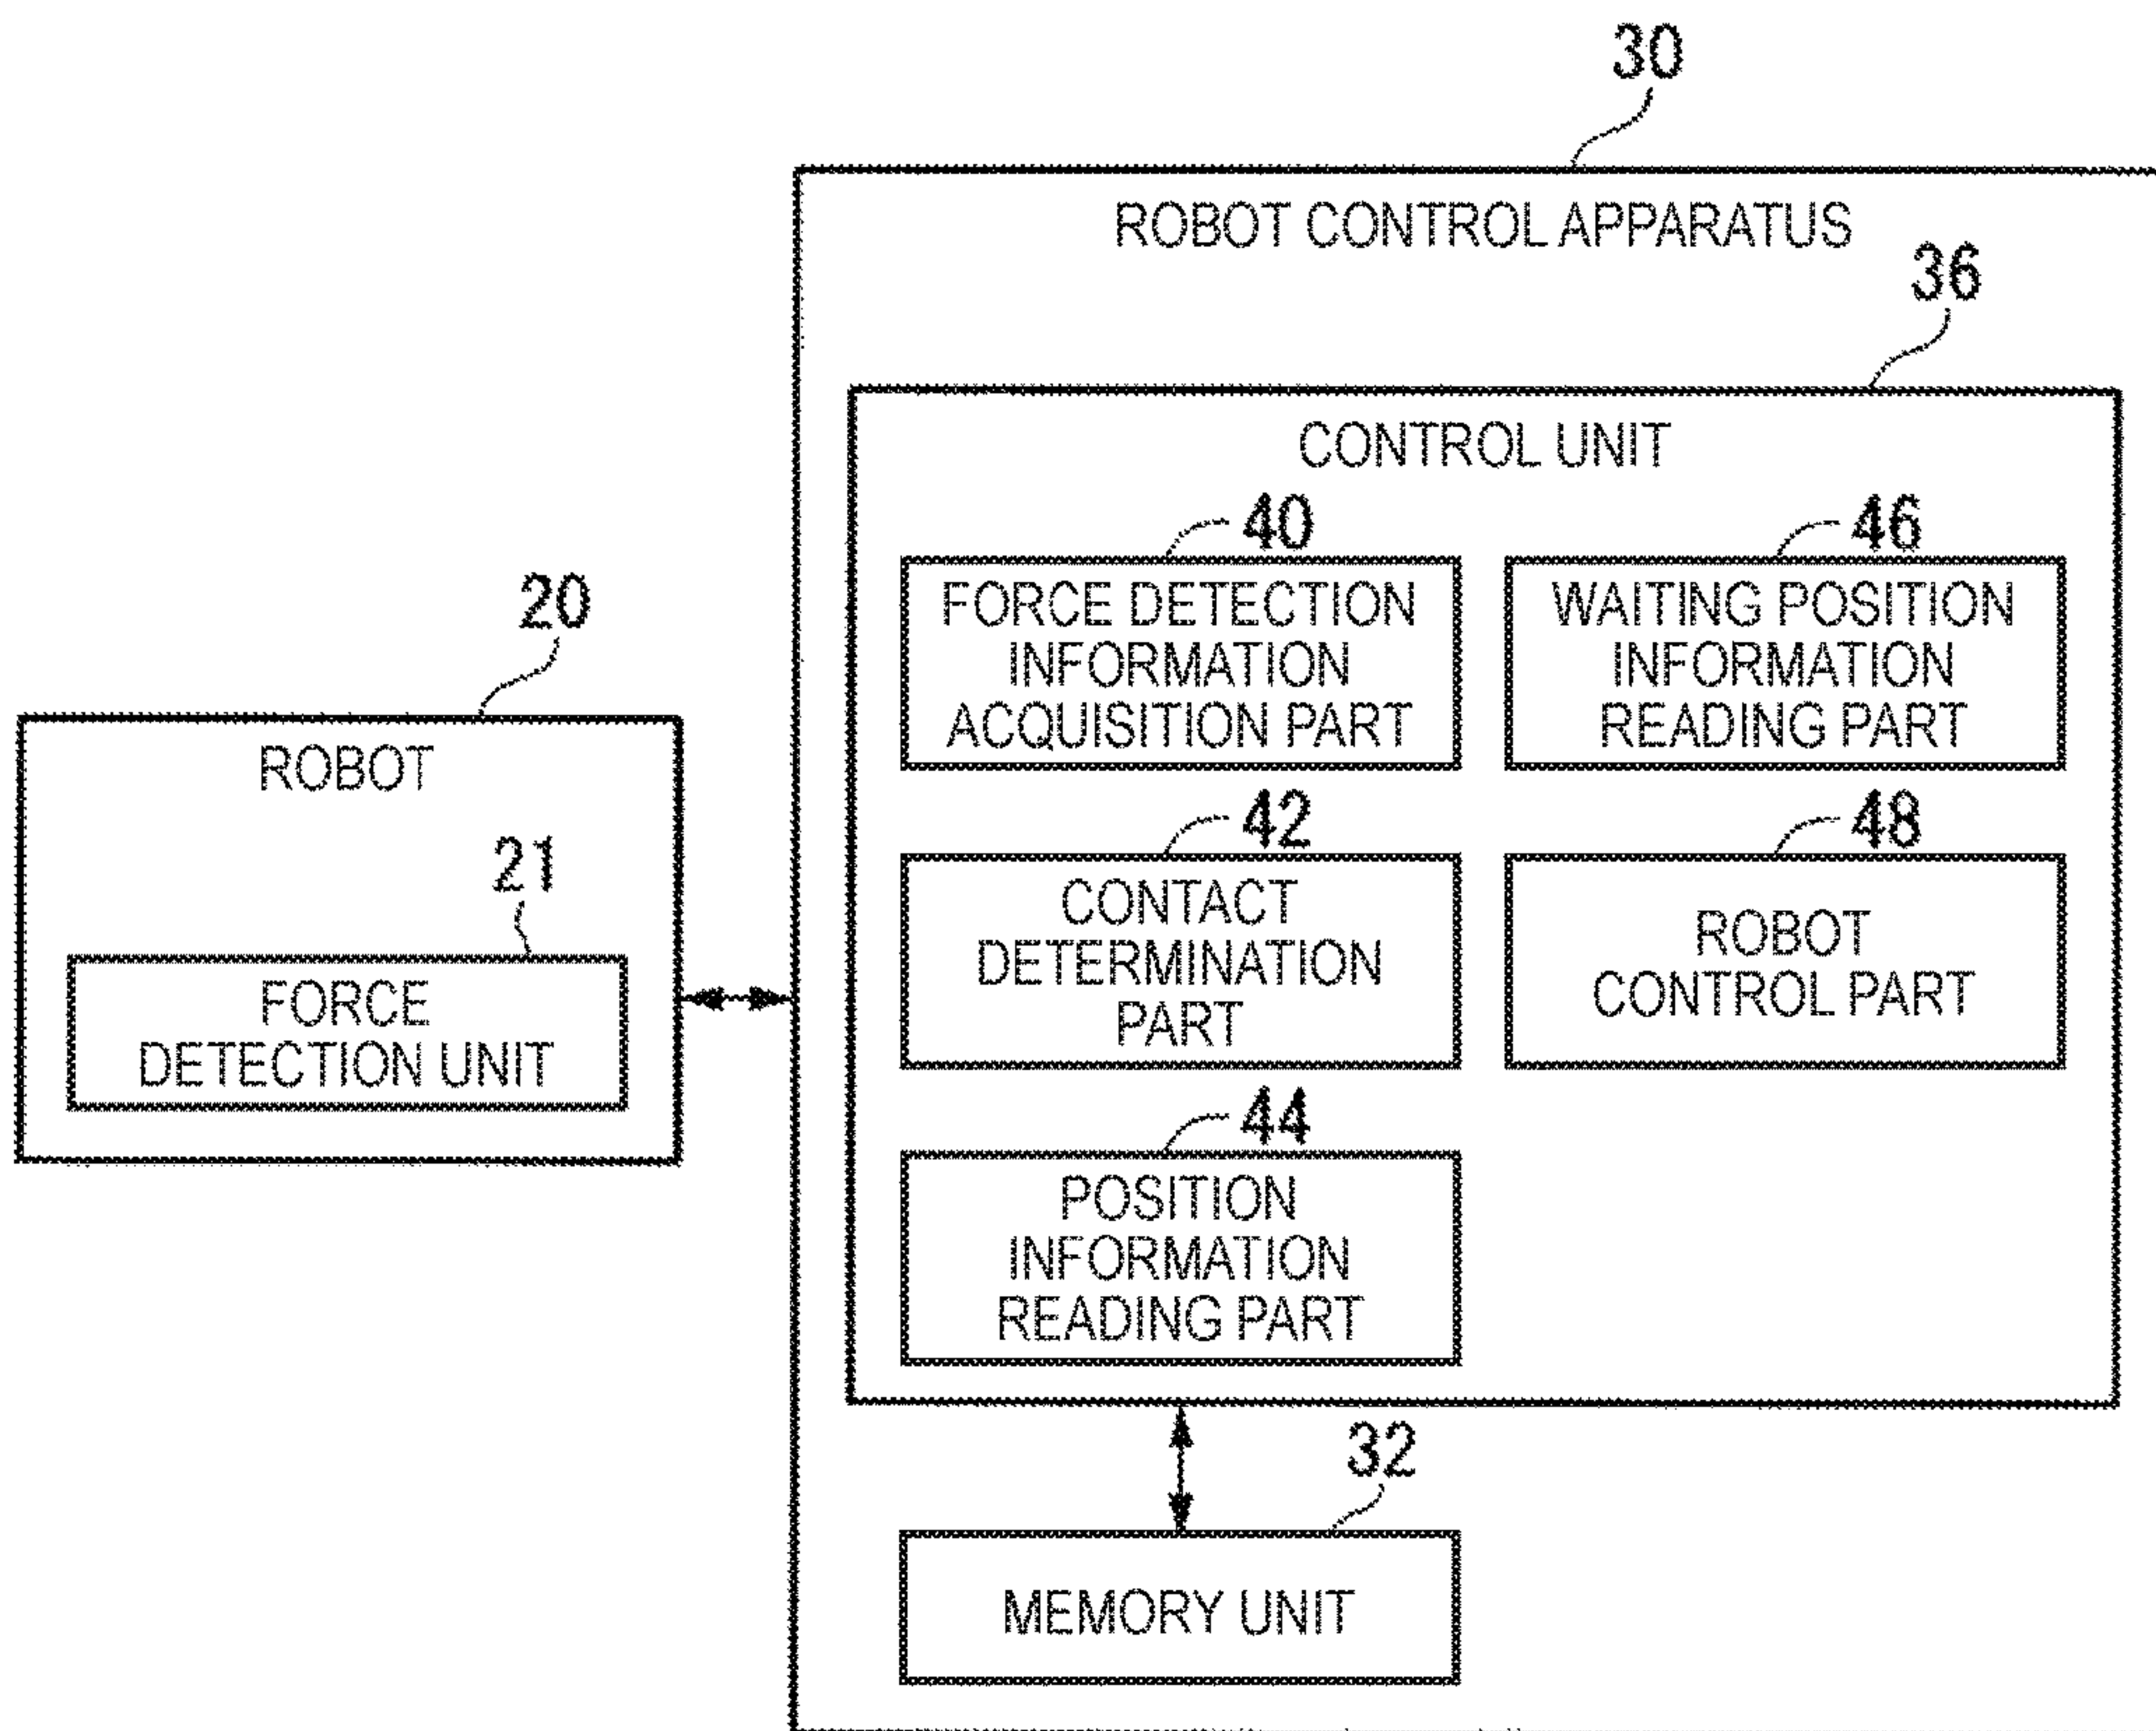 30
ROBOT CONTROL APPARATUS
36
CONTROL UNIT
40
FORCE DETECTION
INFORMATION
ACQUISITION PART
46
WAITING POSITION
INFORMATION
READING PART
20
ROBOT
21
FORCE
DETECTION UNIT
42
CONTACT
DETERMINATION
PART
48
ROBOT
CONTROL PART
44
POSITION
INFORMATION
READING PART
32
MEMORY UNIT